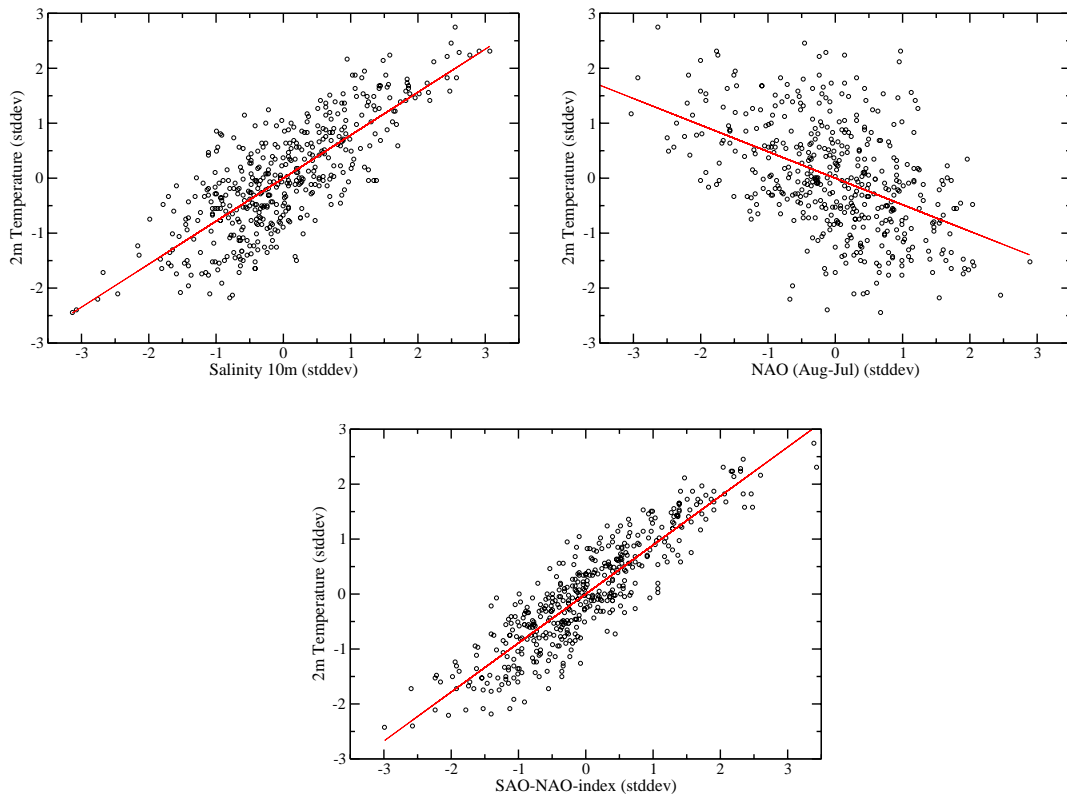 3
2
1
0
-1
-2
-3
2m Temperature (stddev)
-3 -2 -1 0 1 2 3
Salinity 10m (stddev)
3
2
1
0
-1
-2
-3
2m Temperature (stddev)
-3 -2 -1 0 1 2 3
NAO (Aug-Jul) (stddev)
3
2
1
0
-1
-2
-3
2m Temperature (stddev)
-3 -2 -1 0 1 2 3
SAO-NAO-index (stddev)